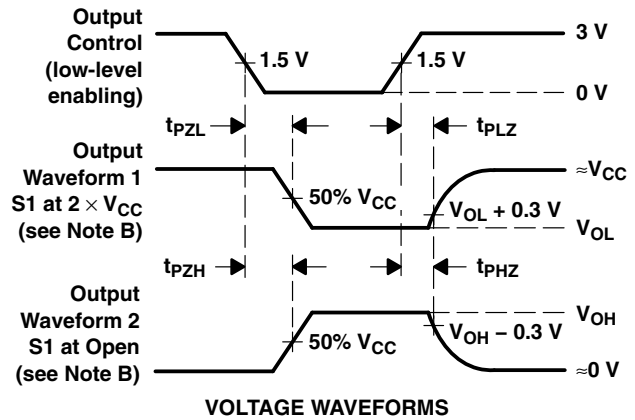 Output
Control
(low-level
enabling)
1.5 V
1.5 V
3 V
0 V
tPZL
tPLZ
Output
Waveform 1
S1 at 2 × VCC
(see Note B)
50% VCC
VOL + 0.3 V
≈VCC
VOL
tPZH
tPHZ
Output
Waveform 2
S1 at Open
(see Note B)
50% VCC
VOH − 0.3 V
VOH
≈0 V
VOLTAGE WAVEFORMS